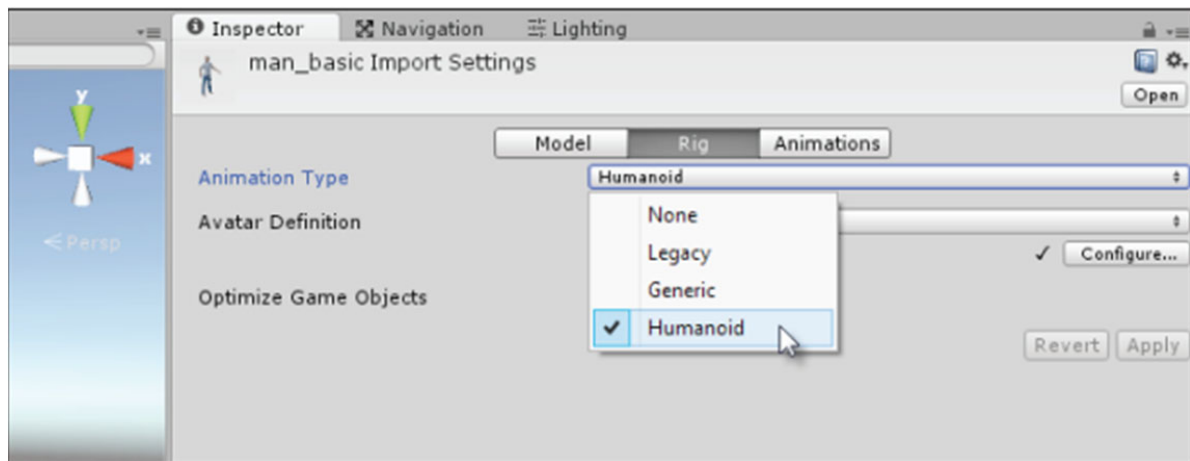 Inspector Navigation Lighting
man_basic Import Settings
Open
y
x
Persp
Model Rig Animations
Animation Type Humanoid
None
Avatar Definition
Legacy
Configure...
Generic
Optimize Game Objects
Humanoid
Revert Apply